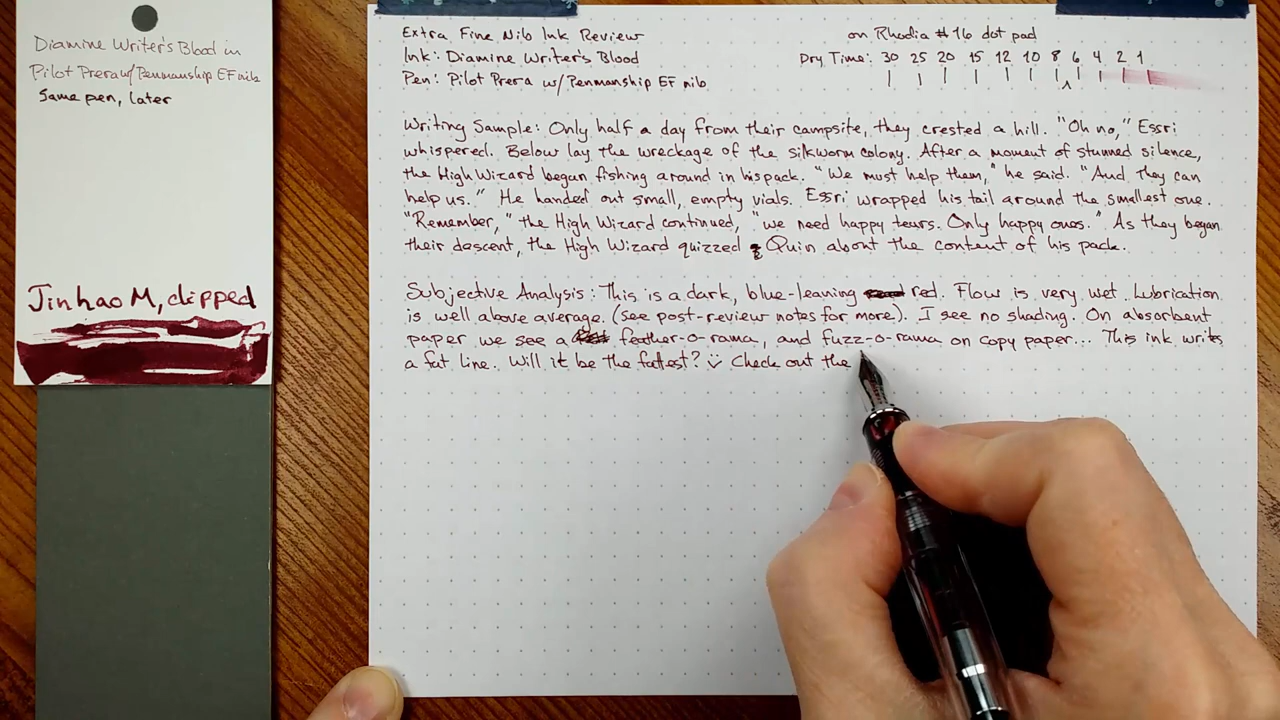 Diamine Writer's Blood in
Pilot Prera w/ Penmanship EF nib
Same pen, later
Jinhao M, dipped
Extra Fine Nib Ink Review
on Rhodia #16 dot pad
Ink: Diamine Writer's Blood
Dry Time: 30 25 20 15 12 10 8 6 4 2 1
Pen: Pilot Prera w/ Penmanship EF nib
Writing Sample: Only half a day from their campsite, they crested a hill. "Oh no," Essri
whispered. Below lay the wreckage of the silkworm colony. After a moment of stunned silence,
the High Wizard began fishing around in his pack. "We must help them," he said. "And they can
help us." He handed out small, empty vials. Essri wrapped his tail around the smallest one.
"Remember," the High Wizard continued, "we need happy tears. Only happy ones." As they began
their descent, the High Wizard quizzed Quin about the content of his pack.
Subjective Analysis: This is a dark, blue-leaning red. Flow is very wet. Lubrication
is well above average. (see post-review notes for more). I see no shading. On absorbent
paper we see a feather-o-rama, and fuzz-o-rama on copy paper... This ink writes
a fat line. Will it be the fattest? Check out the